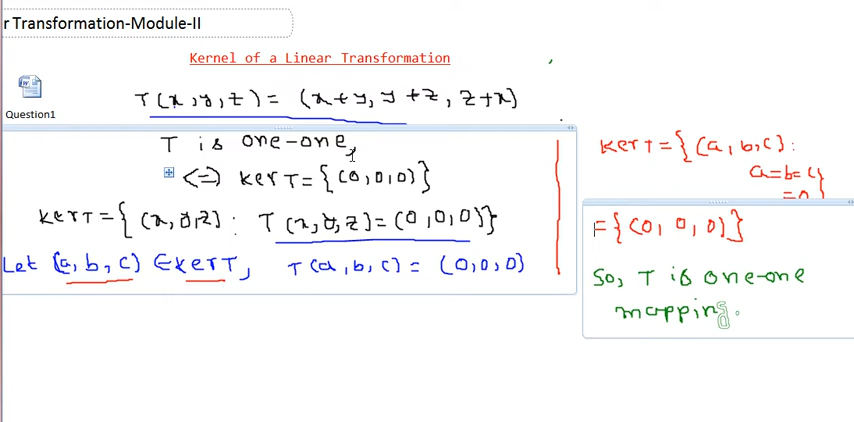 r Transformation-Module-II
Kernel of a Linear Transformation
Question1
T(x,y,z) = (x+y, y+z, z+x)
T is one-one,
<=> KerT = {(0,0,0)}
KerT = { (x,y,z) : T(x,y,z) = (0,0,0)}
Let (a,b,c) ∈ KerT, T(a,b,c) = (0,0,0)
KerT = { (a,b,c) :
a=b=c
=0}
= {(0,0,0)}
So, T is one-one
mapping.